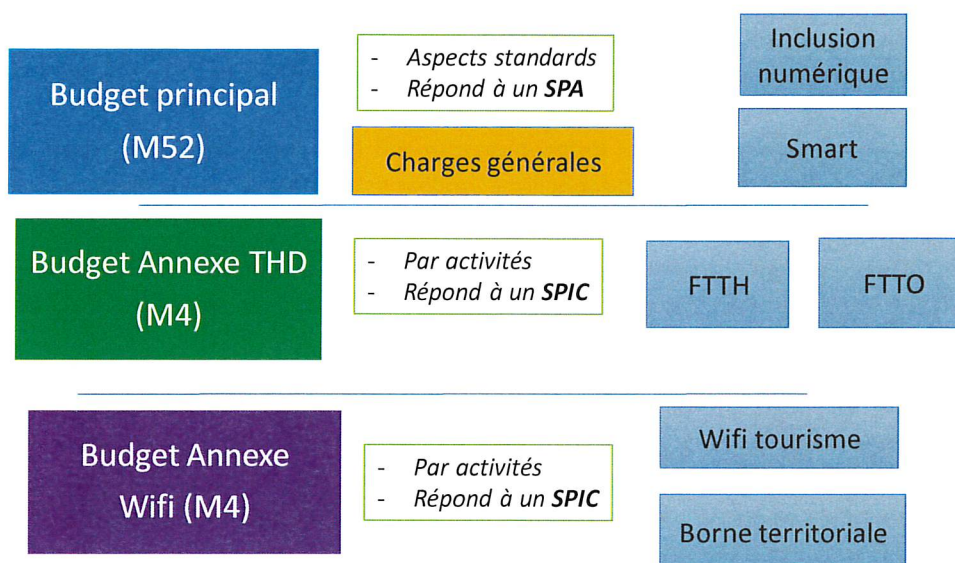 Budget principal
(M52)
- Aspects standards
- Répond à un SPA
Charges générales
Inclusion
numérique
Smart
Budget Annexe THD
(M4)
- Par activités
- Répond à un SPIC
FTTH
FTTO
Budget Annexe
Wifi (M4)
- Par activités
- Répond à un SPIC
Wifi tourisme
Borne territoriale